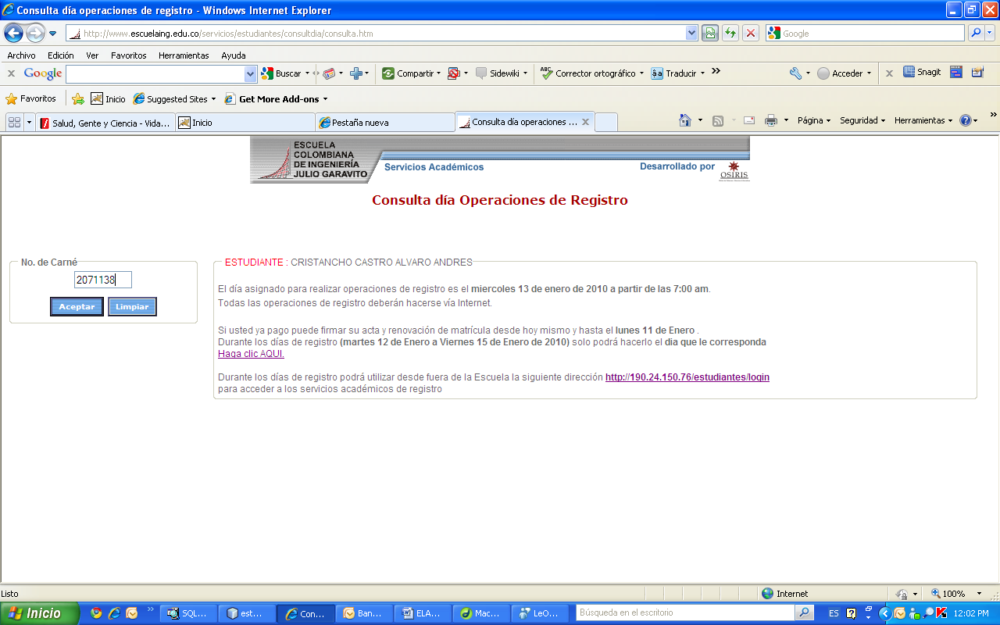 Consulta día operaciones de registro - Windows Internet Explorer
http://www.escuelaing.edu.co/servicios/estudiantes/consultdia/consulta.htm
Google
Archivo Edición Ver Favoritos Herramientas Ayuda
x Google Buscar Compartir Sidewiki ABC Corrector ortográfico Traducir » Acceder x Snagit
Favoritos Inicio Suggested Sites Get More Add-ons
Salud, Gente y Ciencia - Vida... Inicio Pestaña nueva Consulta día operaciones ... X Página Seguridad Herramientas »
ESCUELA
COLOMBIANA
DE INGENIERÍA
JULIO GARAVITO
Servicios Académicos
Desarrollado por
OSIRIS
Consulta día Operaciones de Registro
No. de Carné
2071138
Aceptar Limpiar
ESTUDIANTE : CRISTANCHO CASTRO ALVARO ANDRES
El día asignado para realizar operaciones de registro es el miercoles 13 de enero de 2010 a partir de las 7:00 am.
Todas las operaciones de registro deberán hacerse vía Internet.
Si usted ya pago puede firmar su acta y renovación de matrícula desde hoy mismo y hasta el lunes 11 de Enero .
Durante los días de registro (martes 12 de Enero a Viernes 15 de Enero de 2010) solo podrá hacerlo el dia que le corresponda
Haga clic AQUI.
Durante los días de registro podrá utilizar desde fuera de la Escuela la siguiente dirección http://190.24.150.76/estudiantes/login
para acceder a los servicios académicos de registro
Listo Internet 100%
Inicio » SQL... est... Con... Ban... ELA... Mac... LeO... Búsqueda en el escritorio ES 12:02 PM